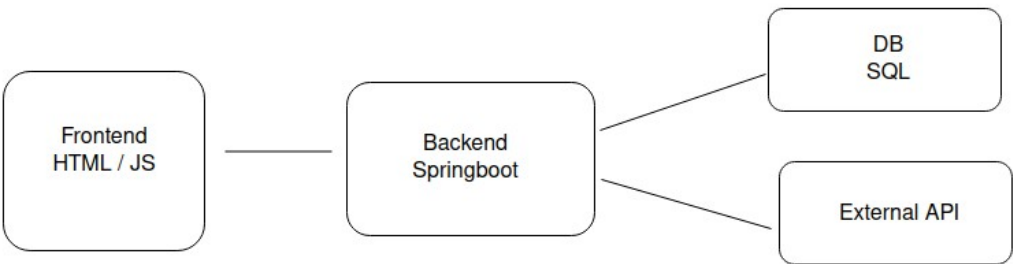 Frontend
HTML / JS
Backend
Springboot
DB
SQL
External API